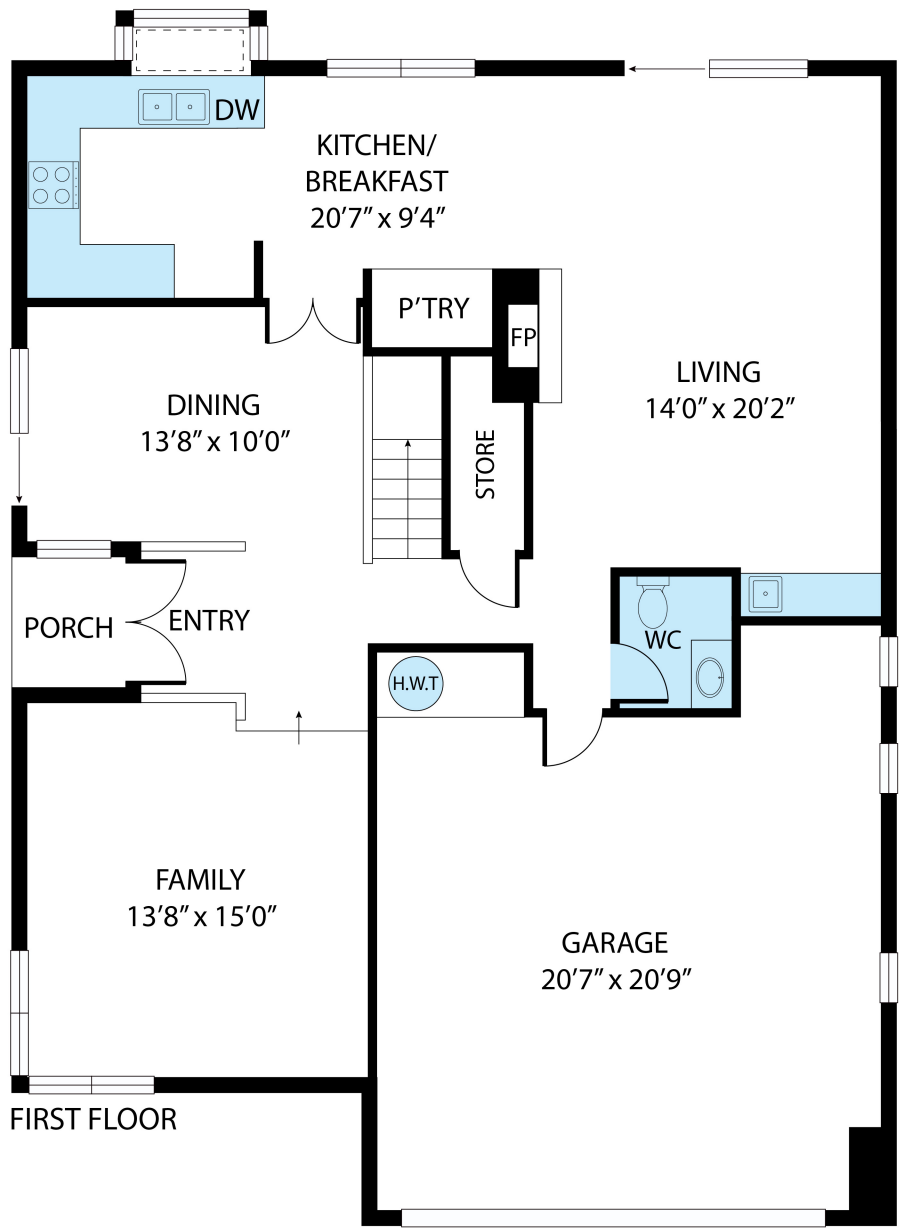 DW
KITCHEN/
BREAKFAST
20’7” x 9’4”
P’TRY
FP
LIVING
14’0” x 20’2”
DINING
13’8” x 10’0”
STORE
PORCH
ENTRY
WC
H.W.T
FAMILY
13’8” x 15’0”
GARAGE
20’7” x 20’9”
FIRST FLOOR